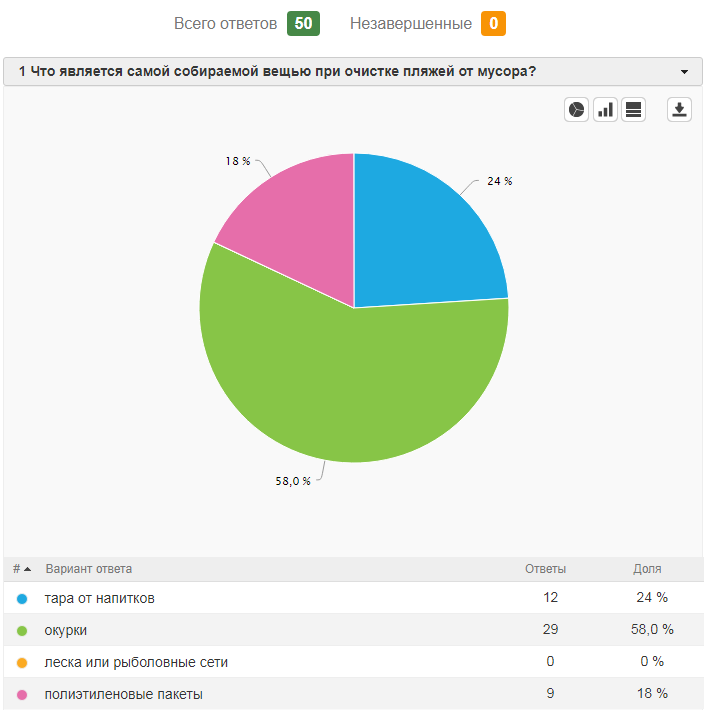 Всего ответов 50 Незавершенные 0
1 Что является самой собираемой вещью при очистке пляжей от мусора?
18 %
24 %
58,0 %
# Вариант ответа Ответы Доля
тара от напитков 12 24 %
окурки 29 58,0 %
леска или рыболовные сети 0 0 %
полиэтиленовые пакеты 9 18 %